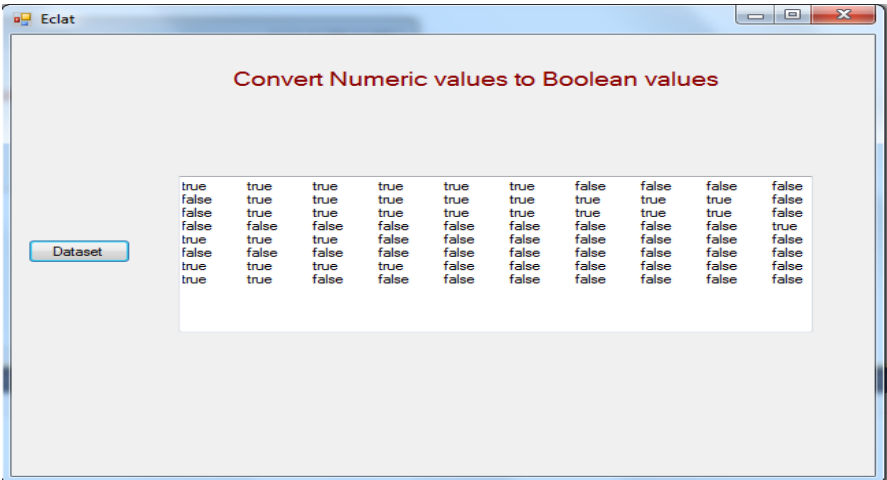 Eclat
Convert Numeric values to Boolean values
true true true true true true false false false false
false true true true true true true true true false
false true true true true true true true true false
false false false false false false false false false true
true true true false false false false false false false
false false false false false false false false false false
true true true true false false false false false false
true true false false false false false false false false
Dataset